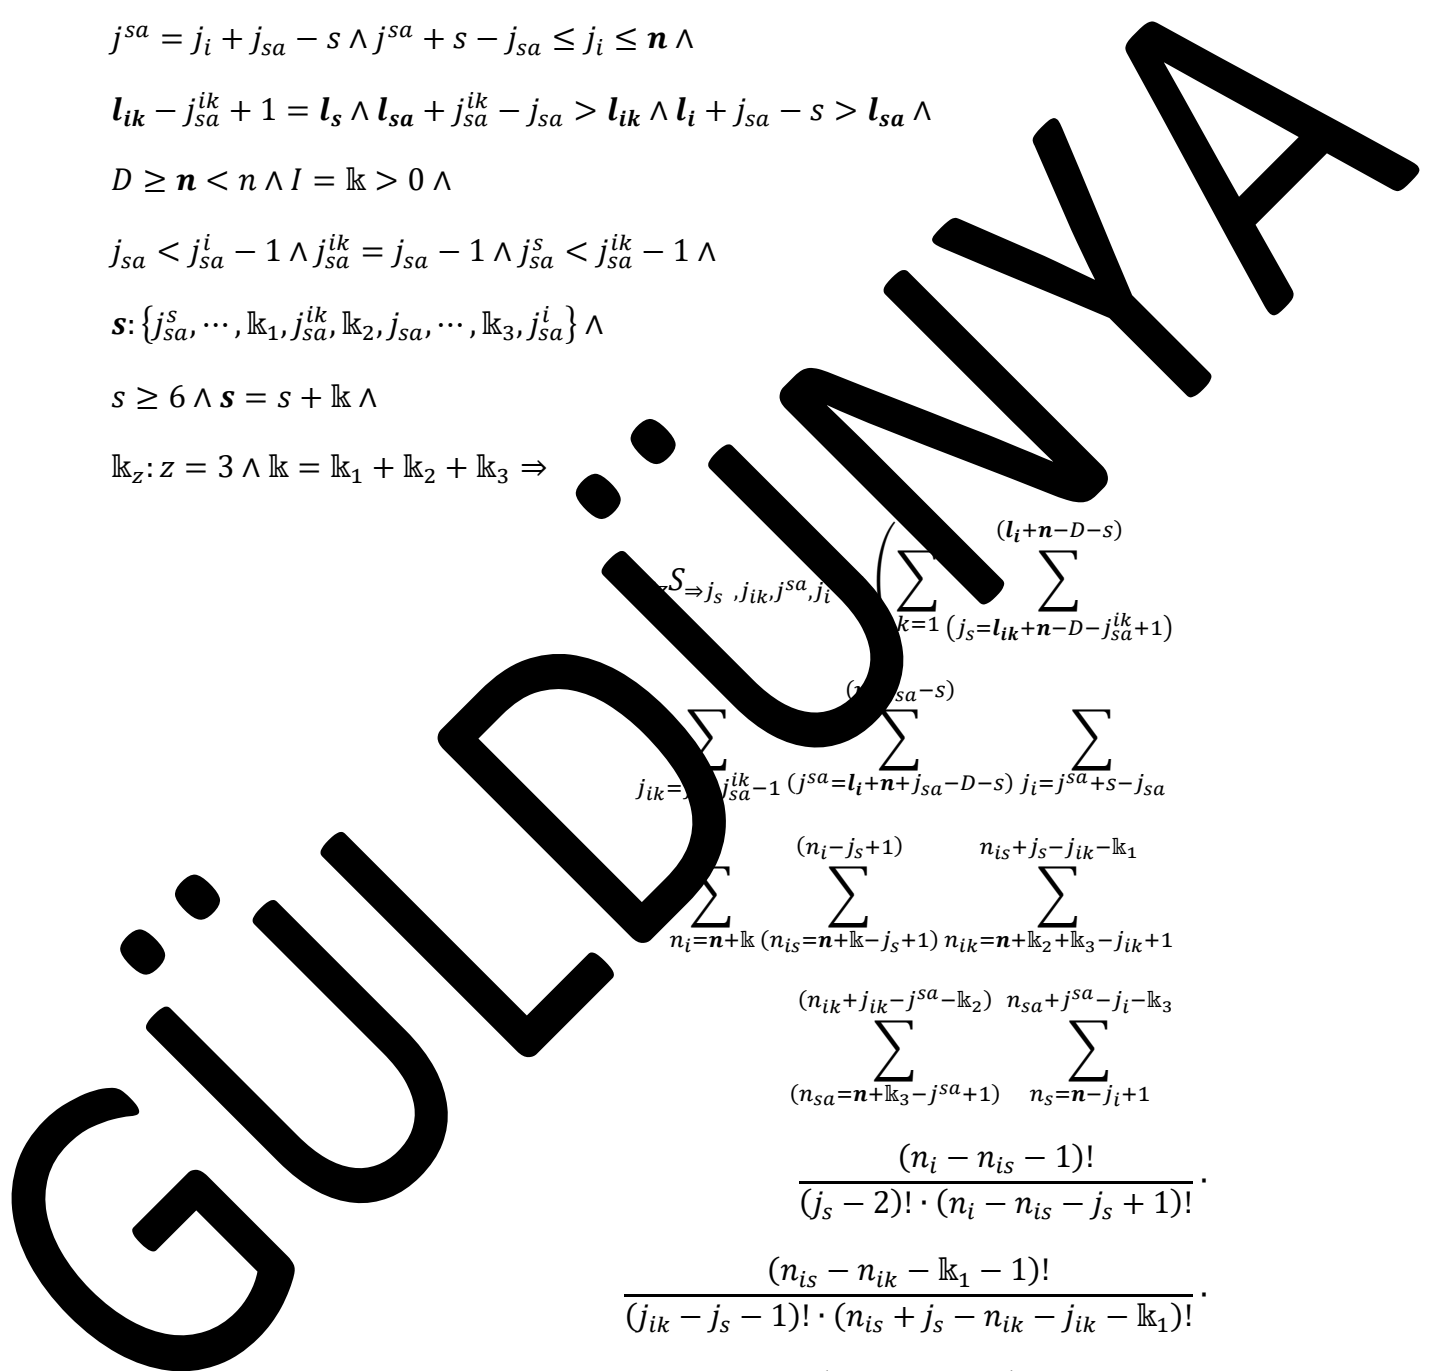 j^{sa} = j_i + j_{sa} − s ∧ j^{sa} + s − j_{sa} ≤ j_i ≤ n ∧
l_{ik} − j_{sa}^{ik} + 1 = l_s ∧ l_{sa} + j_{sa}^{ik} − j_{sa} > l_{ik} ∧ l_i + j_{sa} − s > l_{sa} ∧
D ≥ n < n ∧ I = 𝕜 > 0 ∧
j_{sa} < j_{sa}^{i} − 1 ∧ j_{sa}^{ik} = j_{sa} − 1 ∧ j_{sa}^{s} < j_{sa}^{ik} − 1 ∧
s: {j_{sa}^{s}, ⋯, 𝕜_1, j_{sa}^{ik}, 𝕜_2, j_{sa}, ⋯, 𝕜_3, j_{sa}^{i}} ∧
s ≥ 6 ∧ s = s + 𝕜 ∧
𝕜_z: z = 3 ∧ 𝕜 = 𝕜_1 + 𝕜_2 + 𝕜_3 ⇒
(l_i+n−D−s)
S_{⇒j_s ,j_{ik},j^{sa},j_i} ( ∑ ∑
k=1 (j_s=l_{ik}+n−D−j_{sa}^{ik}+1)
sa−s)
∑ ∑ ∑
j_{ik}= j_{sa}^{ik}−1 (j^{sa}=l_i+n+j_{sa}−D−s) j_i=j^{sa}+s−j_{sa}
(n_i−j_s+1) n_{is}+j_s−j_{ik}−𝕜_1
∑ ∑ ∑
n_i=n+𝕜 (n_{is}=n+𝕜−j_s+1) n_{ik}=n+𝕜_2+𝕜_3−j_{ik}+1
(n_{ik}+j_{ik}−j^{sa}−𝕜_2) n_{sa}+j^{sa}−j_i−𝕜_3
∑ ∑
(n_{sa}=n+𝕜_3−j^{sa}+1) n_s=n−j_i+1
(n_i − n_{is} − 1)!
(j_s − 2)! · (n_i − n_{is} − j_s + 1)! ·
(n_{is} − n_{ik} − 𝕜_1 − 1)!
(j_{ik} − j_s − 1)! · (n_{is} + j_s − n_{ik} − j_{ik} − 𝕜_1)! ·
GÜLDÜNYA